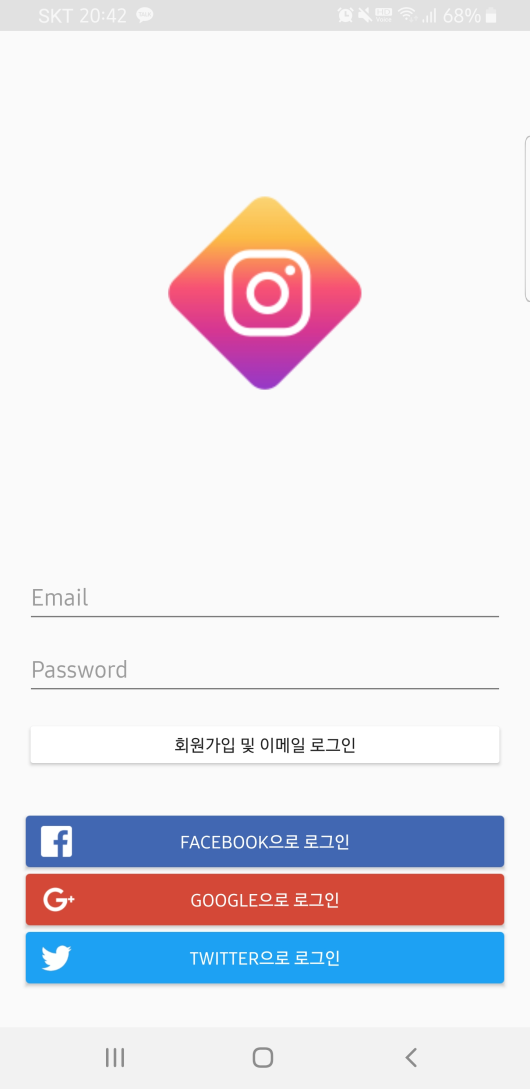 SKT 20:42
68%
Email
Password
회원가입 및 이메일 로그인
FACEBOOK으로 로그인
G+
GOOGLE으로 로그인
TWITTER으로 로그인